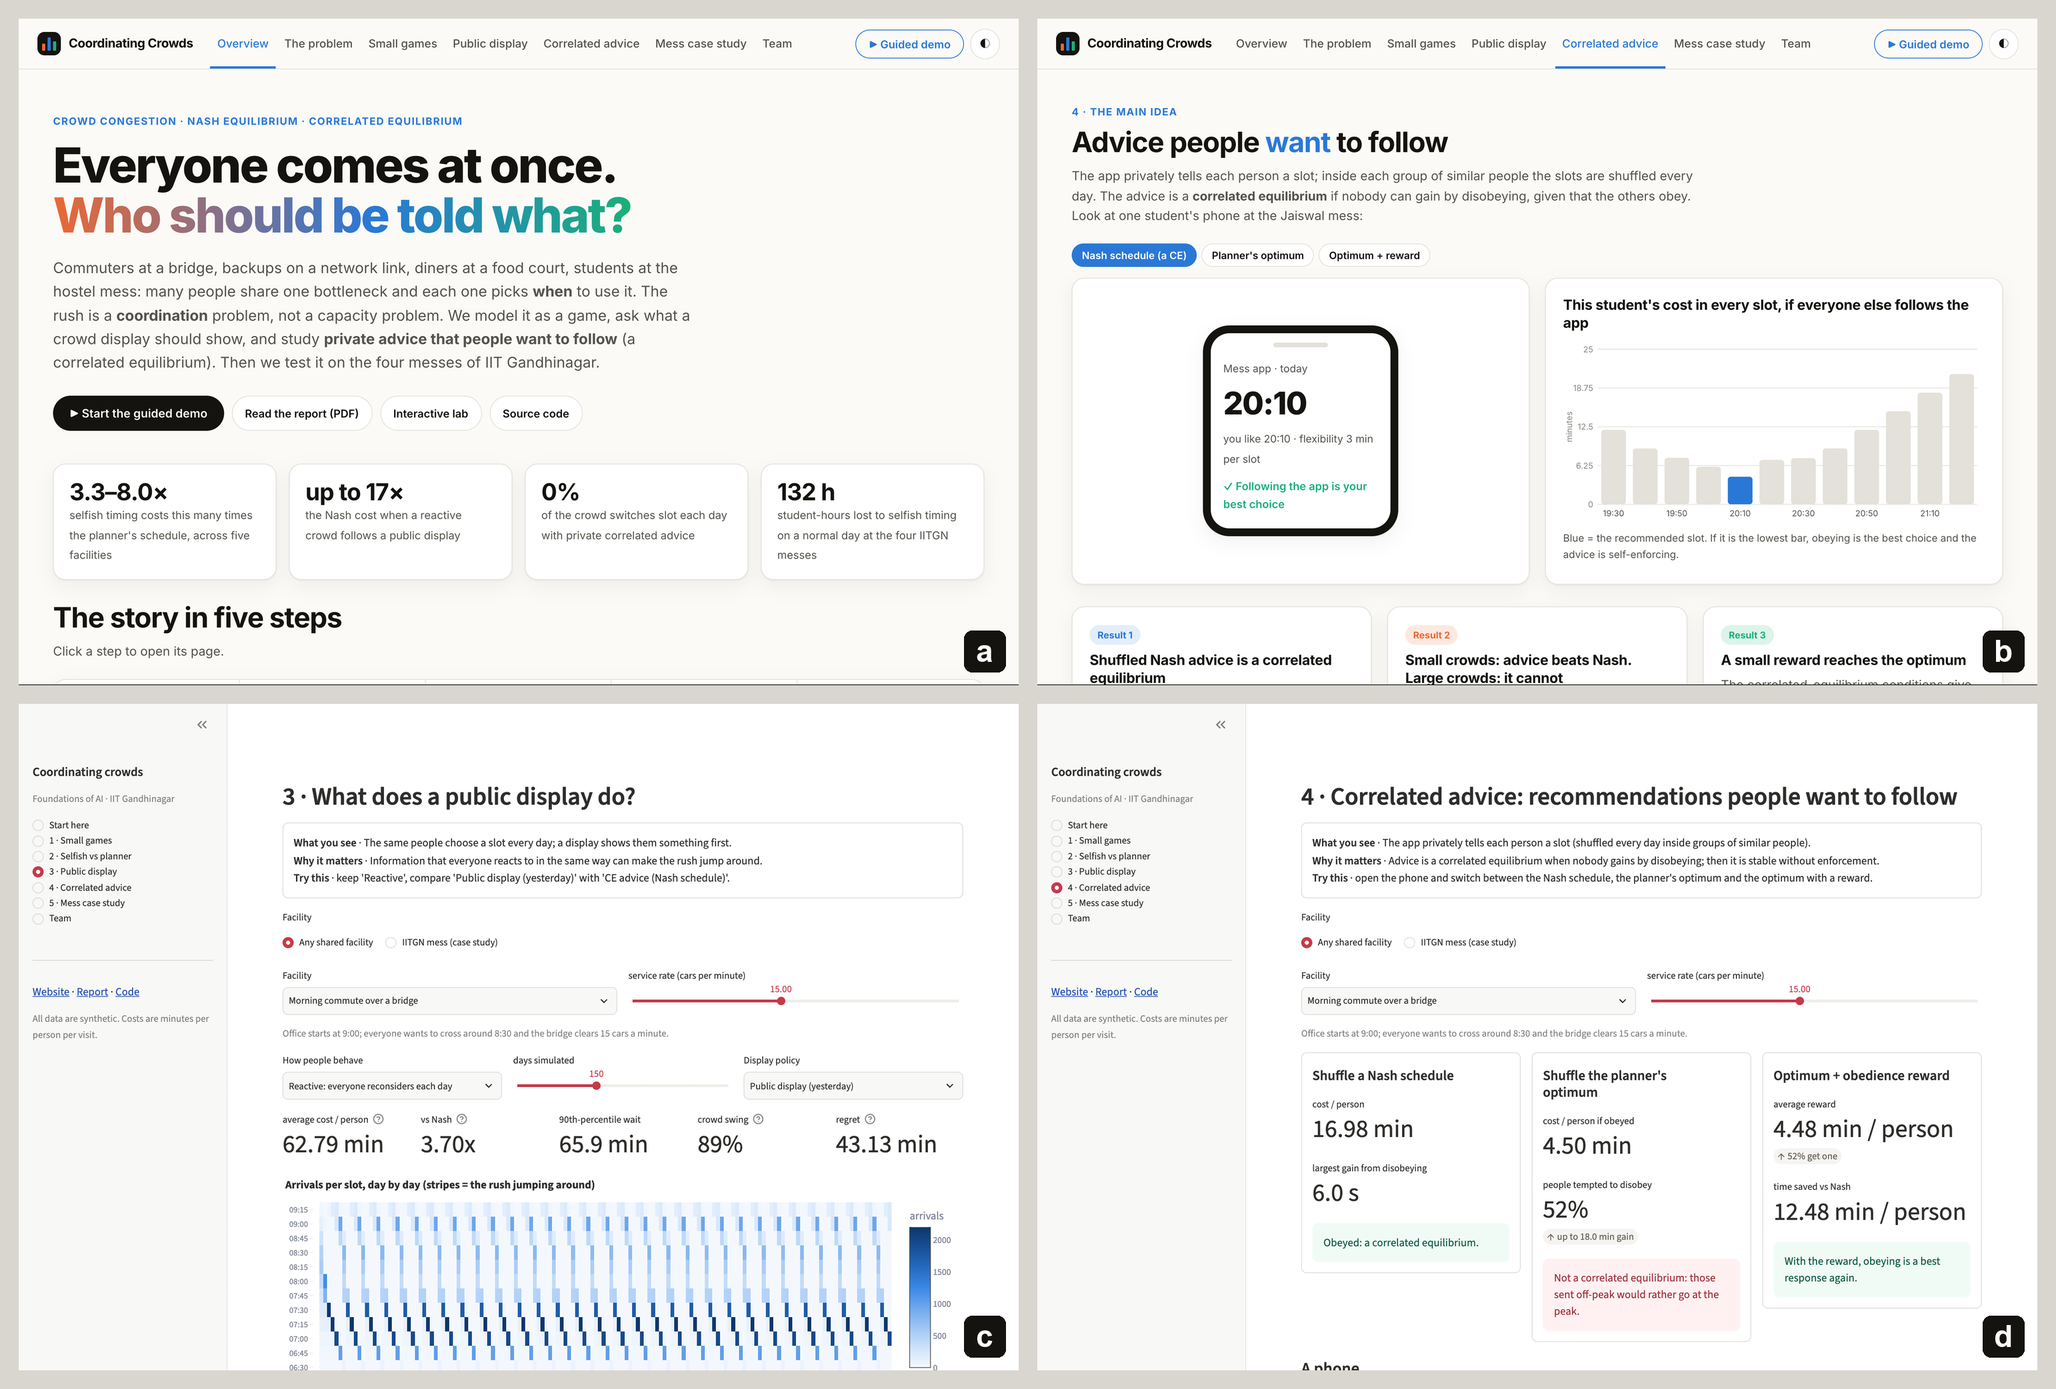 Coordinating Crowds
Overview
The problem
Small games
Public display
Correlated advice
Mess case study
Team
▶ Guided demo
CROWD CONGESTION · NASH EQUILIBRIUM · CORRELATED EQUILIBRIUM
Everyone comes at once.
Who should be told what?
Commuters at a bridge, backups on a network link, diners at a food court, students at the
hostel mess: many people share one bottleneck and each one picks when to use it. The
rush is a coordination problem, not a capacity problem. We model it as a game, ask what a
crowd display should show, and study private advice that people want to follow (a
correlated equilibrium). Then we test it on the four messes of IIT Gandhinagar.
▶ Start the guided demo
Read the report (PDF)
Interactive lab
Source code
3.3–8.0×
selfish timing costs this many times
the planner's schedule, across five
facilities
up to 17×
the Nash cost when a reactive
crowd follows a public display
0%
of the crowd switches slot each day
with private correlated advice
132 h
student-hours lost to selfish timing
on a normal day at the four IITGN
messes
The story in five steps
Click a step to open its page.
a
Coordinating Crowds
Overview
The problem
Small games
Public display
Correlated advice
Mess case study
Team
▶ Guided demo
4 · THE MAIN IDEA
Advice people want to follow
The app privately tells each person a slot; inside each group of similar people the slots are shuffled every
day. The advice is a correlated equilibrium if nobody can gain by disobeying, given that the others obey.
Look at one student's phone at the Jaiswal mess:
Nash schedule (a CE)
Planner's optimum
Optimum + reward
Mess app · today
20:10
you like 20:10 · flexibility 3 min
per slot
✓ Following the app is your
best choice
This student's cost in every slot, if everyone else follows the
app
25
18.75
12.5
6.25
0
minutes
19:30
19:50
20:10
20:30
20:50
21:10
Blue = the recommended slot. If it is the lowest bar, obeying is the best choice and the
advice is self-enforcing.
Result 1
Shuffled Nash advice is a correlated
equilibrium
Result 2
Small crowds: advice beats Nash.
Large crowds: it cannot
Result 3
A small reward reaches the optimum
The correlated-equilibrium conditions give
b
«
Coordinating crowds
Foundations of AI · IIT Gandhinagar
Start here
1 · Small games
2 · Selfish vs planner
3 · Public display
4 · Correlated advice
5 · Mess case study
Team
Website · Report · Code
All data are synthetic. Costs are minutes per
person per visit.
3 · What does a public display do?
What you see · The same people choose a slot every day; a display shows them something first.
Why it matters · Information that everyone reacts to in the same way can make the rush jump around.
Try this · keep 'Reactive', compare 'Public display (yesterday)' with 'CE advice (Nash schedule)'.
Facility
Any shared facility
IITGN mess (case study)
Facility
Morning commute over a bridge
service rate (cars per minute)
15.00
Office starts at 9:00; everyone wants to cross around 8:30 and the bridge clears 15 cars a minute.
How people behave
Reactive: everyone reconsiders each day
days simulated
150
Display policy
Public display (yesterday)
average cost / person
62.79 min
vs Nash
3.70x
90th-percentile wait
65.9 min
crowd swing
89%
regret
43.13 min
Arrivals per slot, day by day (stripes = the rush jumping around)
09:15
09:00
08:45
08:30
08:15
08:00
07:45
07:30
07:15
07:00
06:45
06:30
arrivals
2000
1500
1000
500
0
c
«
Coordinating crowds
Foundations of AI · IIT Gandhinagar
Start here
1 · Small games
2 · Selfish vs planner
3 · Public display
4 · Correlated advice
5 · Mess case study
Team
Website · Report · Code
All data are synthetic. Costs are minutes per
person per visit.
4 · Correlated advice: recommendations people want to follow
What you see · The app privately tells each person a slot (shuffled every day inside groups of similar people).
Why it matters · Advice is a correlated equilibrium when nobody gains by disobeying; then it is stable without enforcement.
Try this · open the phone and switch between the Nash schedule, the planner's optimum and the optimum with a reward.
Facility
Any shared facility
IITGN mess (case study)
Facility
Morning commute over a bridge
service rate (cars per minute)
15.00
Office starts at 9:00; everyone wants to cross around 8:30 and the bridge clears 15 cars a minute.
Shuffle a Nash schedule
cost / person
16.98 min
largest gain from disobeying
6.0 s
Obeyed: a correlated equilibrium.
Shuffle the planner's
optimum
cost / person if obeyed
4.50 min
people tempted to disobey
52%
↑ up to 18.0 min gain
Not a correlated equilibrium: those
sent off-peak would rather go at the
peak.
Optimum + obedience reward
average reward
4.48 min / person
↑ 52% get one
time saved vs Nash
12.48 min / person
With the reward, obeying is a best
response again.
A phone
d